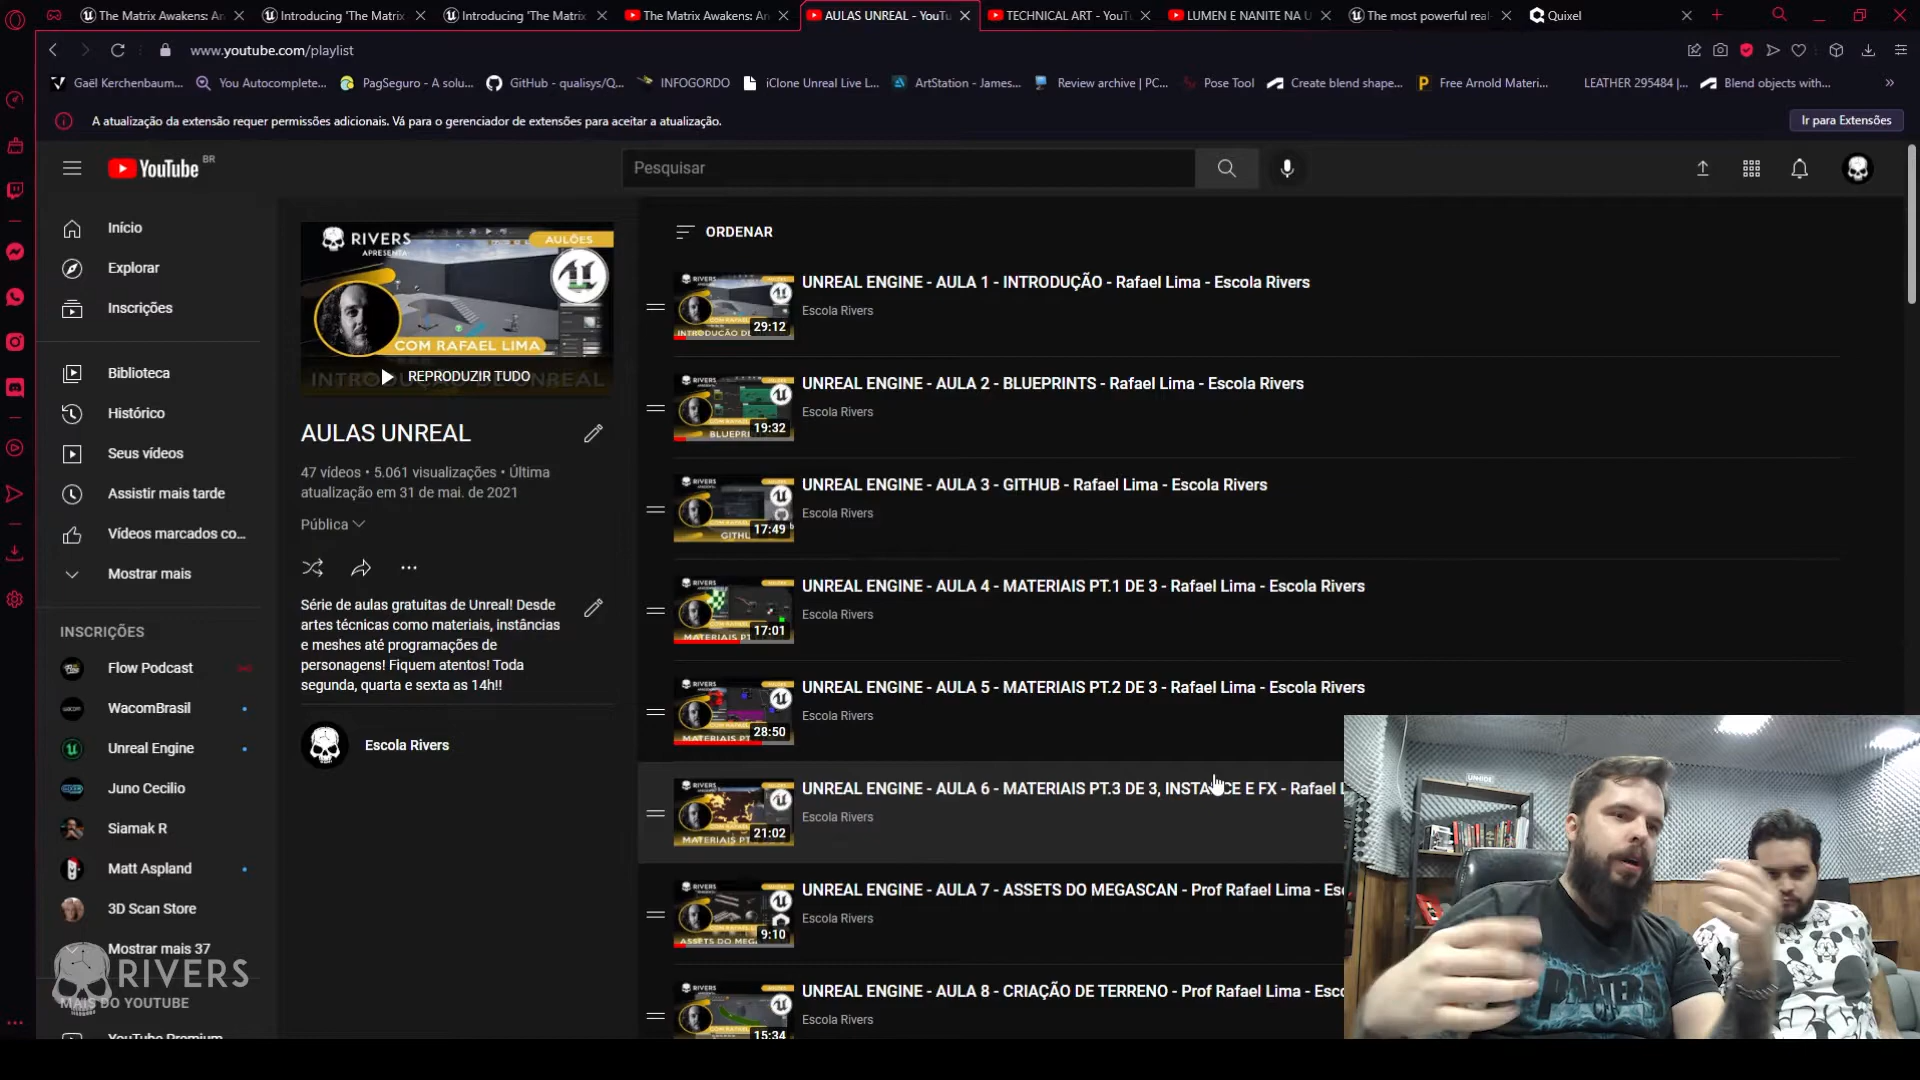 The Matrix Awakens: An
Introducing 'The Matrix
Introducing 'The Matrix
The Matrix Awakens: An
AULAS UNREAL - YouTu
TECHNICAL ART - YouTu
LUMEN E NANITE NA U
The most powerful real-
Quixel
www.youtube.com/playlist
Gaël Kerchenbaum...
You Autocomplete...
PagSeguro - A solu...
GitHub - qualisys/Q...
INFOGORDO
iClone Unreal Live L...
ArtStation - James...
Review archive | PC...
Pose Tool
Create blend shape...
Free Arnold Materi...
LEATHER 295484 |...
Blend objects with...
A atualização da extensão requer permissões adicionais. Vá para o gerenciador de extensões para aceitar a atualização.
Ir para Extensões
YouTube BR
Pesquisar
Início
Explorar
Inscrições
Biblioteca
Histórico
Seus vídeos
Assistir mais tarde
Vídeos marcados co...
Mostrar mais
INSCRIÇÕES
Flow Podcast
WacomBrasil
Unreal Engine
Juno Cecilio
Siamak R
Matt Aspland
3D Scan Store
Mostrar mais 37
RIVERS
MAIS DO YOUTUBE
YouTube Premium
RIVERS
APRESENTA
AULÕES
COM RAFAEL LIMA
INTRODUÇÃO DE UNREAL
REPRODUZIR TUDO
AULAS UNREAL
47 vídeos • 5.061 visualizações • Última
atualização em 31 de mai. de 2021
Pública
Série de aulas gratuitas de Unreal! Desde
artes técnicas como materiais, instâncias
e meshes até programações de
personagens! Fiquem atentos! Toda
segunda, quarta e sexta as 14h!!
Escola Rivers
ORDENAR
29:12
UNREAL ENGINE - AULA 1 - INTRODUÇÃO - Rafael Lima - Escola Rivers
Escola Rivers
19:32
UNREAL ENGINE - AULA 2 - BLUEPRINTS - Rafael Lima - Escola Rivers
Escola Rivers
17:49
UNREAL ENGINE - AULA 3 - GITHUB - Rafael Lima - Escola Rivers
Escola Rivers
17:01
UNREAL ENGINE - AULA 4 - MATERIAIS PT.1 DE 3 - Rafael Lima - Escola Rivers
Escola Rivers
28:50
UNREAL ENGINE - AULA 5 - MATERIAIS PT.2 DE 3 - Rafael Lima - Escola Rivers
Escola Rivers
21:02
UNREAL ENGINE - AULA 6 - MATERIAIS PT.3 DE 3, INSTANCE E FX - Rafael L
Escola Rivers
9:10
UNREAL ENGINE - AULA 7 - ASSETS DO MEGASCAN - Prof Rafael Lima - Esc
Escola Rivers
15:34
UNREAL ENGINE - AULA 8 - CRIAÇÃO DE TERRENO - Prof Rafael Lima - Esco
Escola Rivers
PANTERA